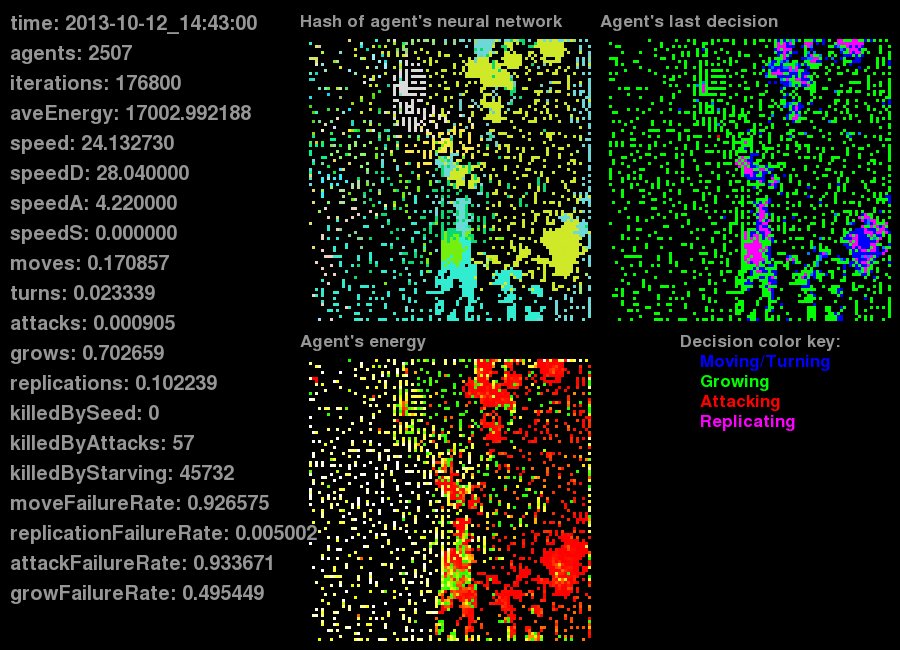 time: 2013-10-12_14:43:00
agents: 2507
iterations: 176800
aveEnergy: 17002.992188
speed: 24.132730
speedD: 28.040000
speedA: 4.220000
speedS: 0.000000
moves: 0.170857
turns: 0.023339
attacks: 0.000905
grows: 0.702659
replications: 0.102239
killedBySeed: 0
killedByAttacks: 57
killedByStarving: 45732
moveFailureRate: 0.926575
replicationFailureRate: 0.005002
attackFailureRate: 0.933671
growFailureRate: 0.495449
Hash of agent's neural network
Agent's last decision
Agent's energy
Decision color key:
Moving/Turning
Growing
Attacking
Replicating